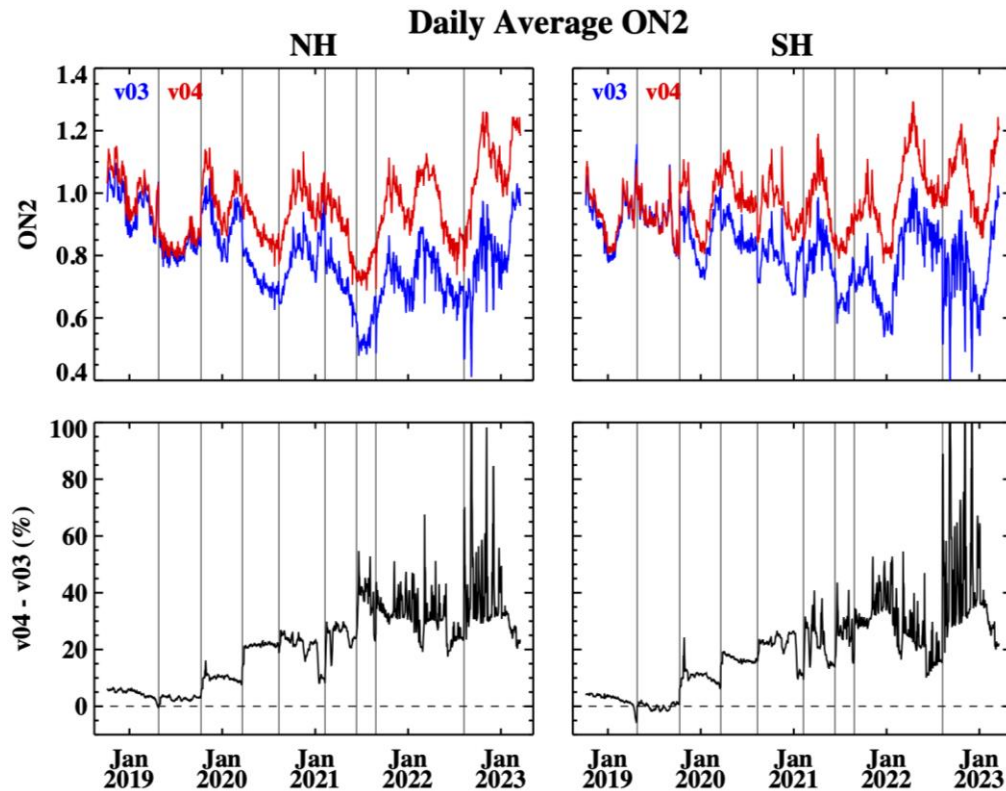 Daily Average ON2
NH SH
v03 v04
v03 v04
ON2
1.4
1.2
1.0
0.8
0.6
0.4
v04 - v03 (%)
100
80
60
40
20
0
Jan Jan Jan Jan Jan
2019 2020 2021 2022 2023
Jan Jan Jan Jan Jan
2019 2020 2021 2022 2023